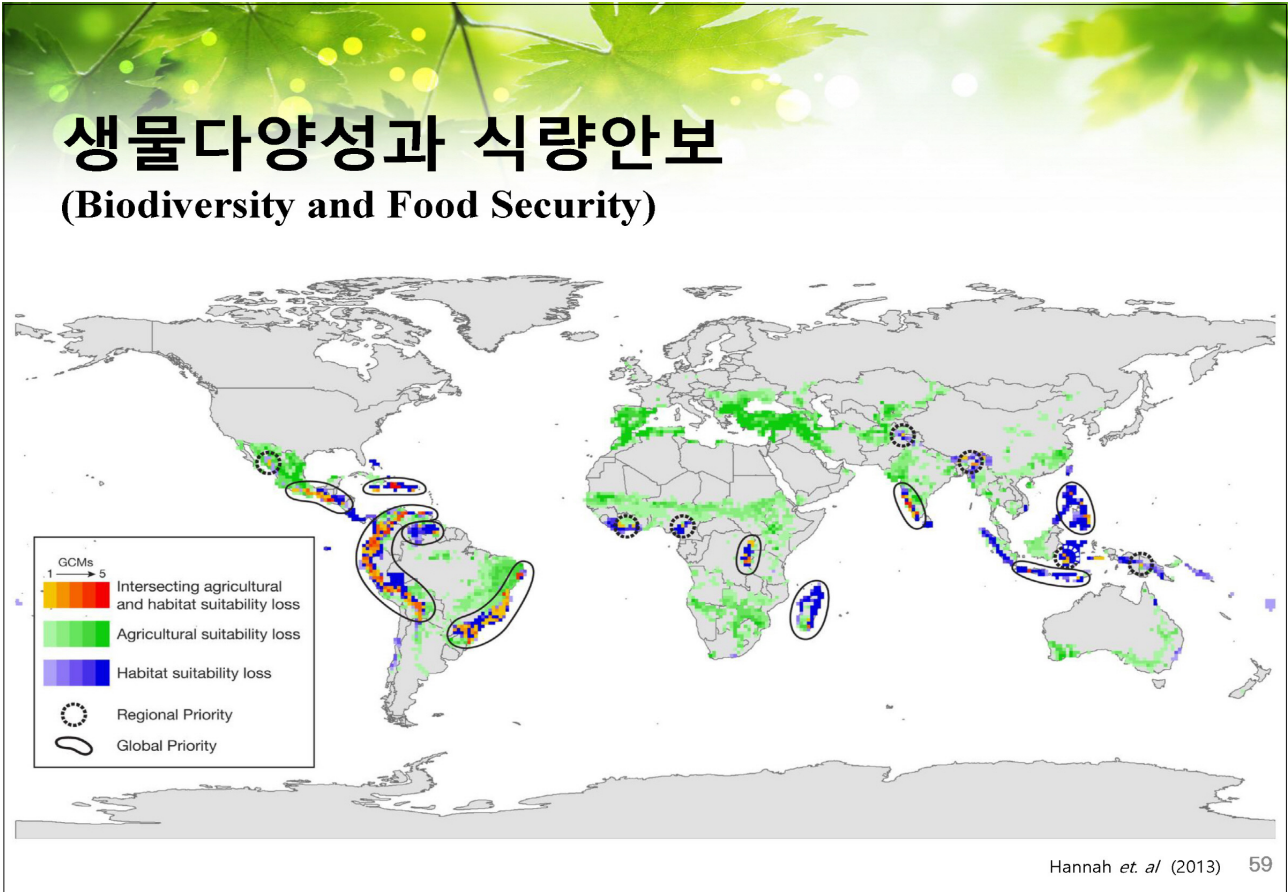 생물다양성과 식량안보
(Biodiversity and Food Security)
GCMs
1 5
Intersecting agricultural
and habitat suitability loss
Agricultural suitability loss
Habitat suitability loss
Regional Priority
Global Priority
Hannah et. al (2013) 59